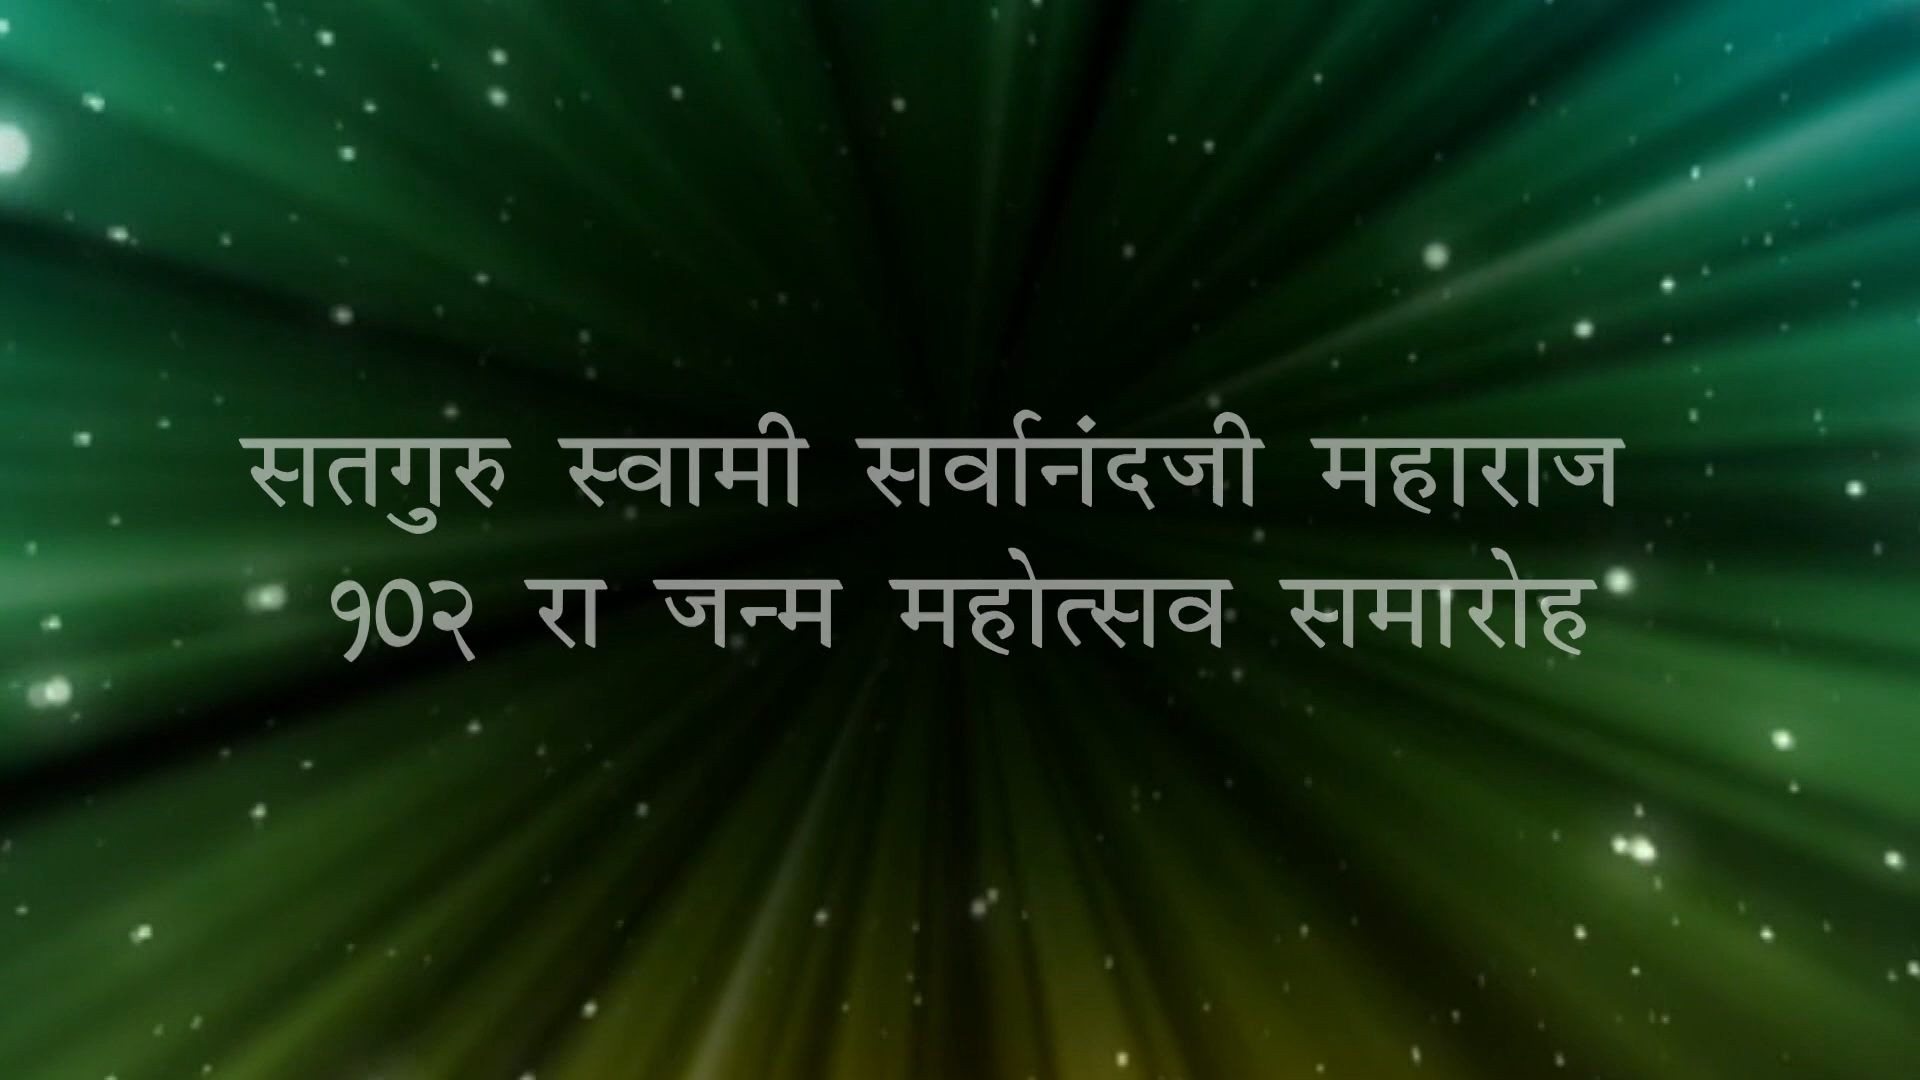 सतगुरु स्वामी सर्वानंदजी महाराज
१०२ रा जन्म महोत्सव समारोह